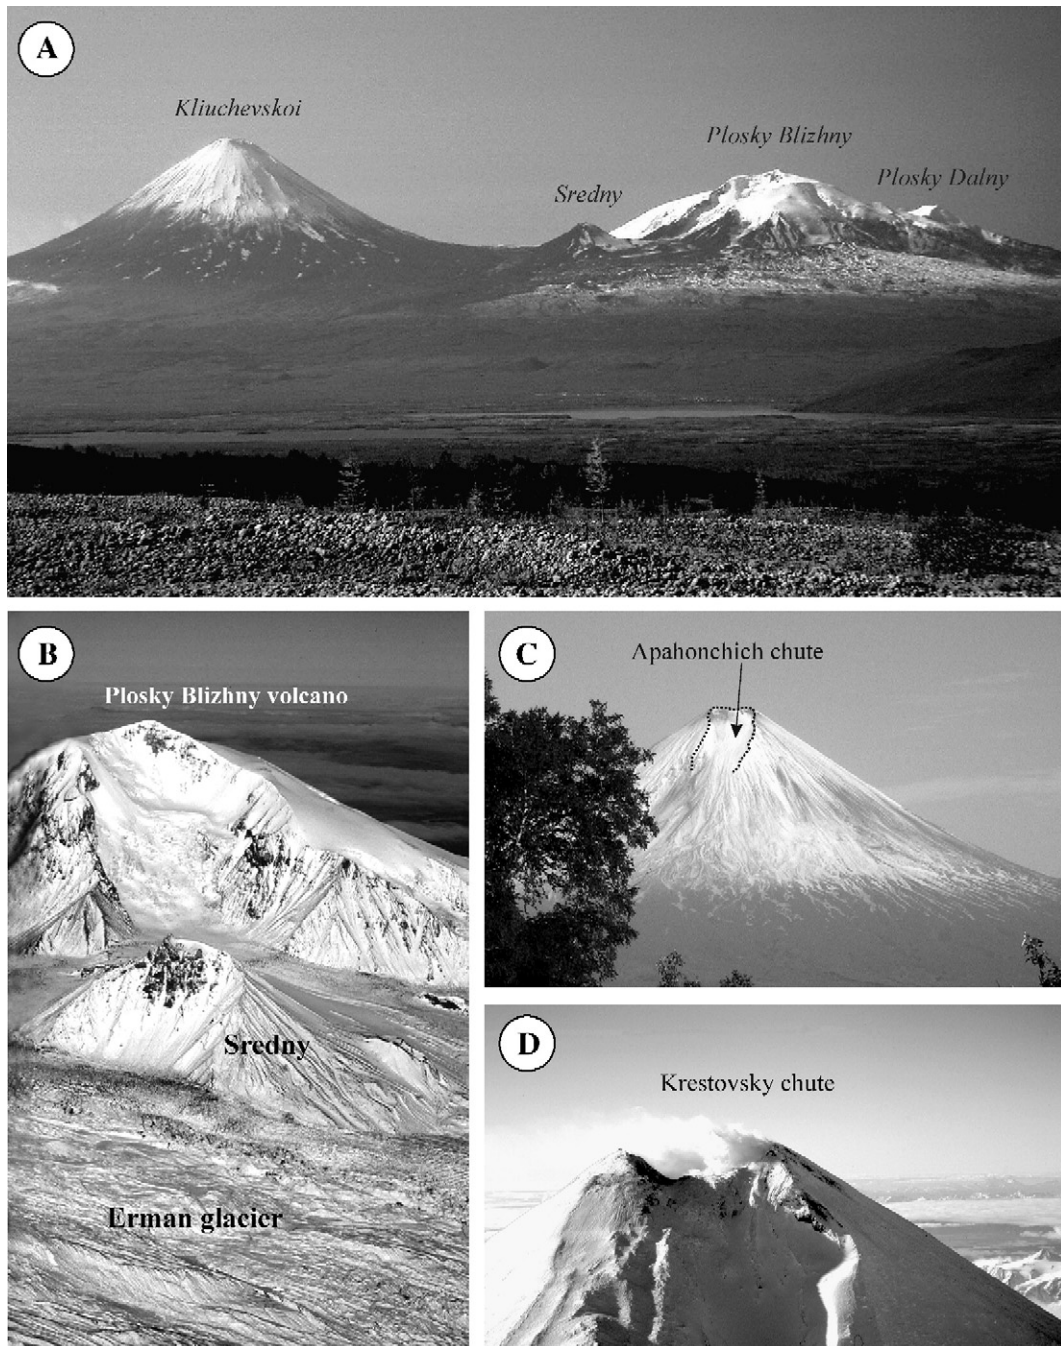 A
Kliuchevskoi
Plosky Blizhny
Plosky Dalny
Sredny
B
Plosky Blizhny volcano
Sredny
Erman glacier
C
Apahonchich chute
D
Krestovsky chute